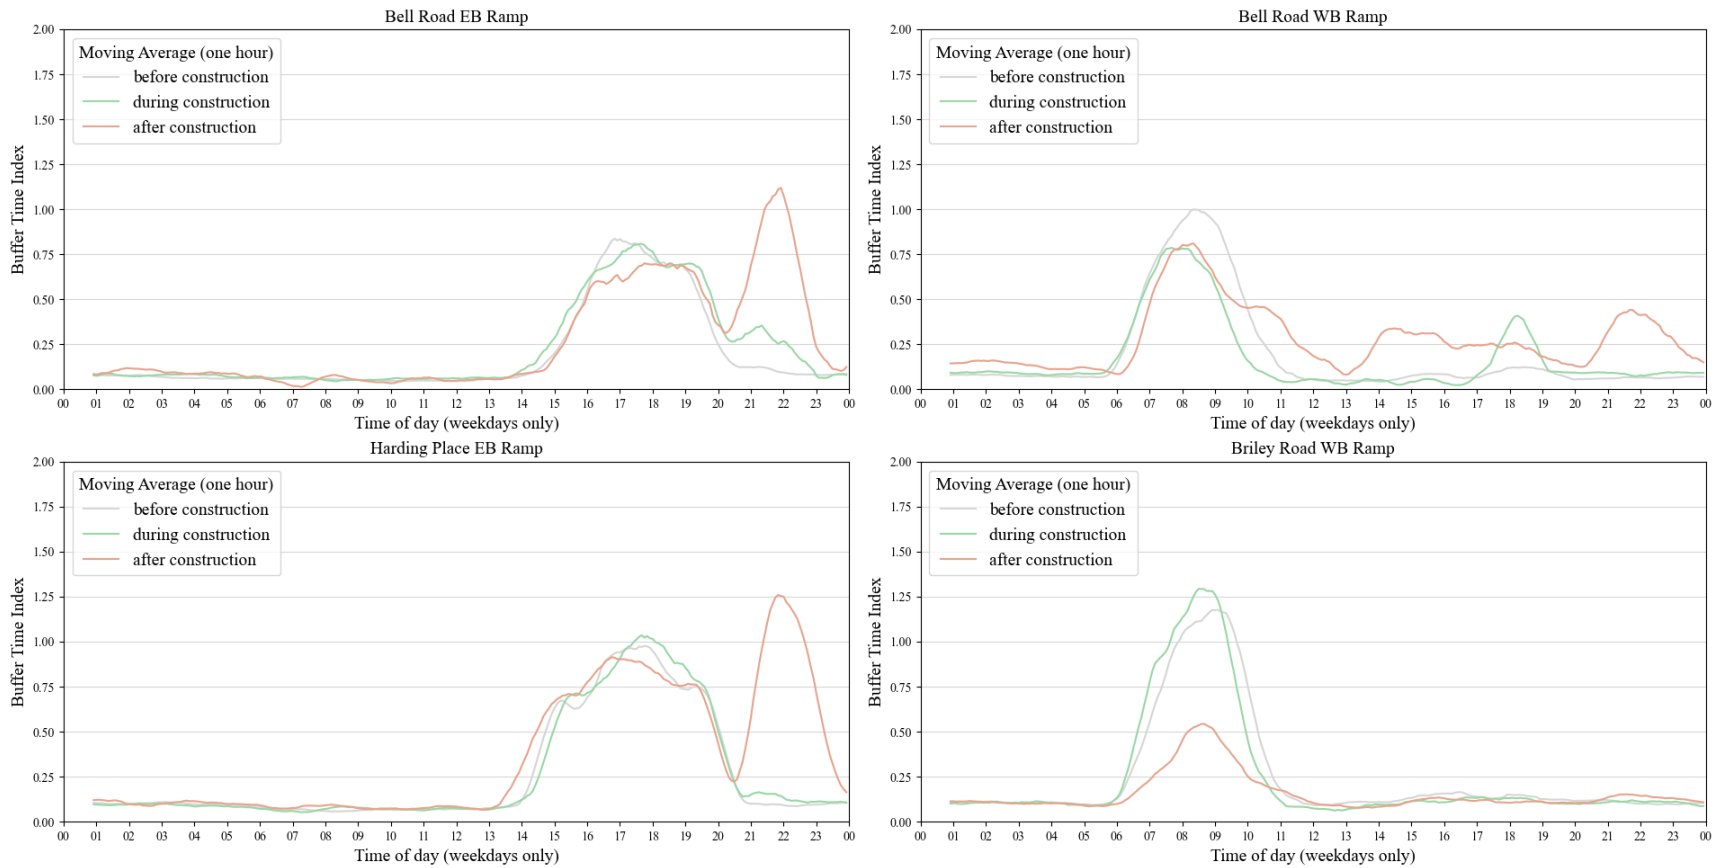 Bell Road EB Ramp
2.00
1.75
1.50
1.25
1.00
0.75
0.50
0.25
0.00
Buffer Time Index
Moving Average (one hour)
before construction
during construction
after construction
00 01 02 03 04 05 06 07 08 09 10 11 12 13 14 15 16 17 18 19 20 21 22 23 00
Time of day (weekdays only)
Bell Road WB Ramp
2.00
1.75
1.50
1.25
1.00
0.75
0.50
0.25
0.00
Buffer Time Index
Moving Average (one hour)
before construction
during construction
after construction
00 01 02 03 04 05 06 07 08 09 10 11 12 13 14 15 16 17 18 19 20 21 22 23 00
Time of day (weekdays only)
Harding Place EB Ramp
2.00
1.75
1.50
1.25
1.00
0.75
0.50
0.25
0.00
Buffer Time Index
Moving Average (one hour)
before construction
during construction
after construction
00 01 02 03 04 05 06 07 08 09 10 11 12 13 14 15 16 17 18 19 20 21 22 23 00
Time of day (weekdays only)
Briley Road WB Ramp
2.00
1.75
1.50
1.25
1.00
0.75
0.50
0.25
0.00
Buffer Time Index
Moving Average (one hour)
before construction
during construction
after construction
00 01 02 03 04 05 06 07 08 09 10 11 12 13 14 15 16 17 18 19 20 21 22 23 00
Time of day (weekdays only)